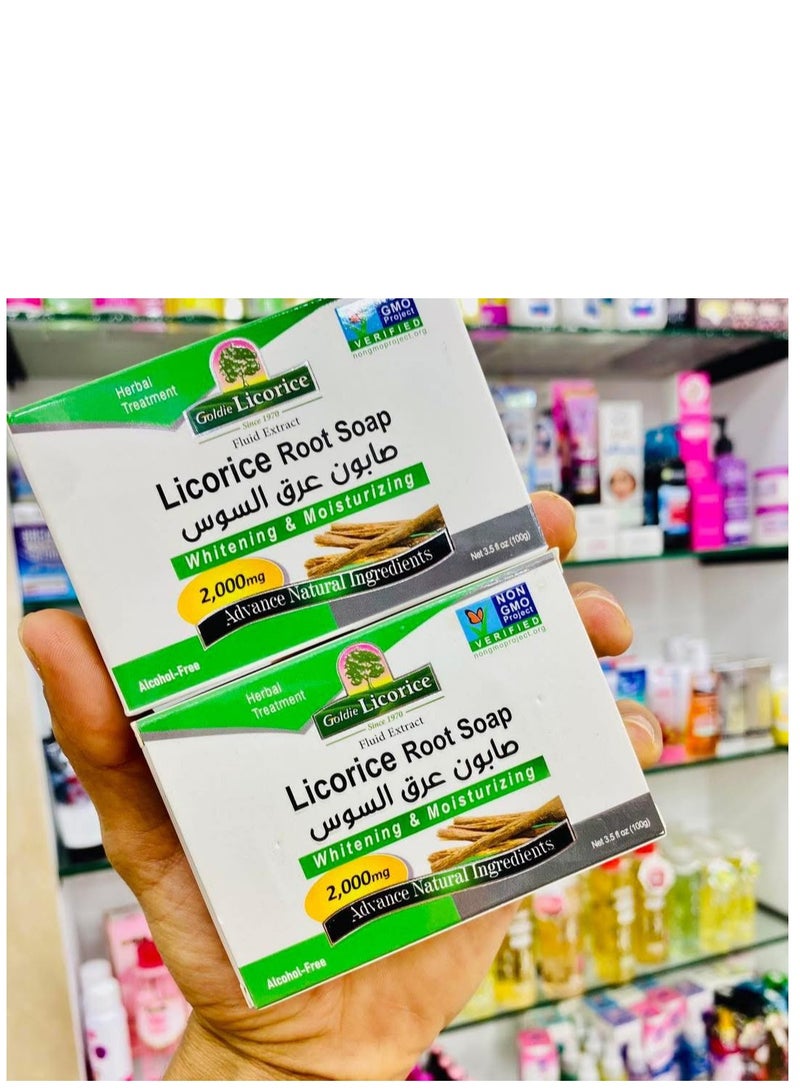 NON
GMO
Project
VERIFIED
nongmoproject.org
Herbal
Treatment
Goldie Licorice
Since 1970
Fluid Extract
Licorice Root Soap
صابون عرق السوس
Whitening & Moisturizing
2,000mg
Advance Natural Ingredients
Net 3.5 fl oz (100g)
Alcohol-Free
NON
GMO
Project
VERIFIED
nongmoproject.org
Herbal
Treatment
Goldie Licorice
Since 1970
Fluid Extract
Licorice Root Soap
صابون عرق السوس
Whitening & Moisturizing
2,000mg
Advance Natural Ingredients
Net 3.5 fl oz (100g)
Alcohol-Free